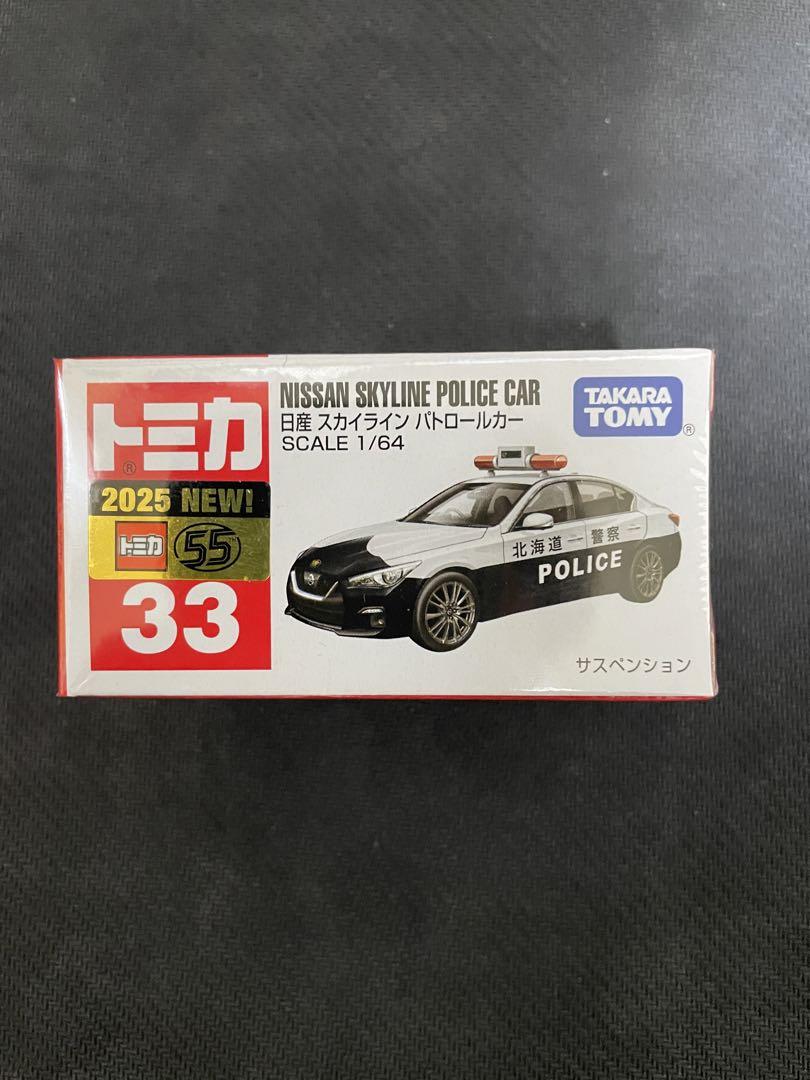 トミカ
®
2025 NEW!
トミカ 55
33
NISSAN SKYLINE POLICE CAR
日産 スカイライン パトロールカー
SCALE 1/64
TAKARA
TOMY
®
北海道 警察
POLICE
サスペンション